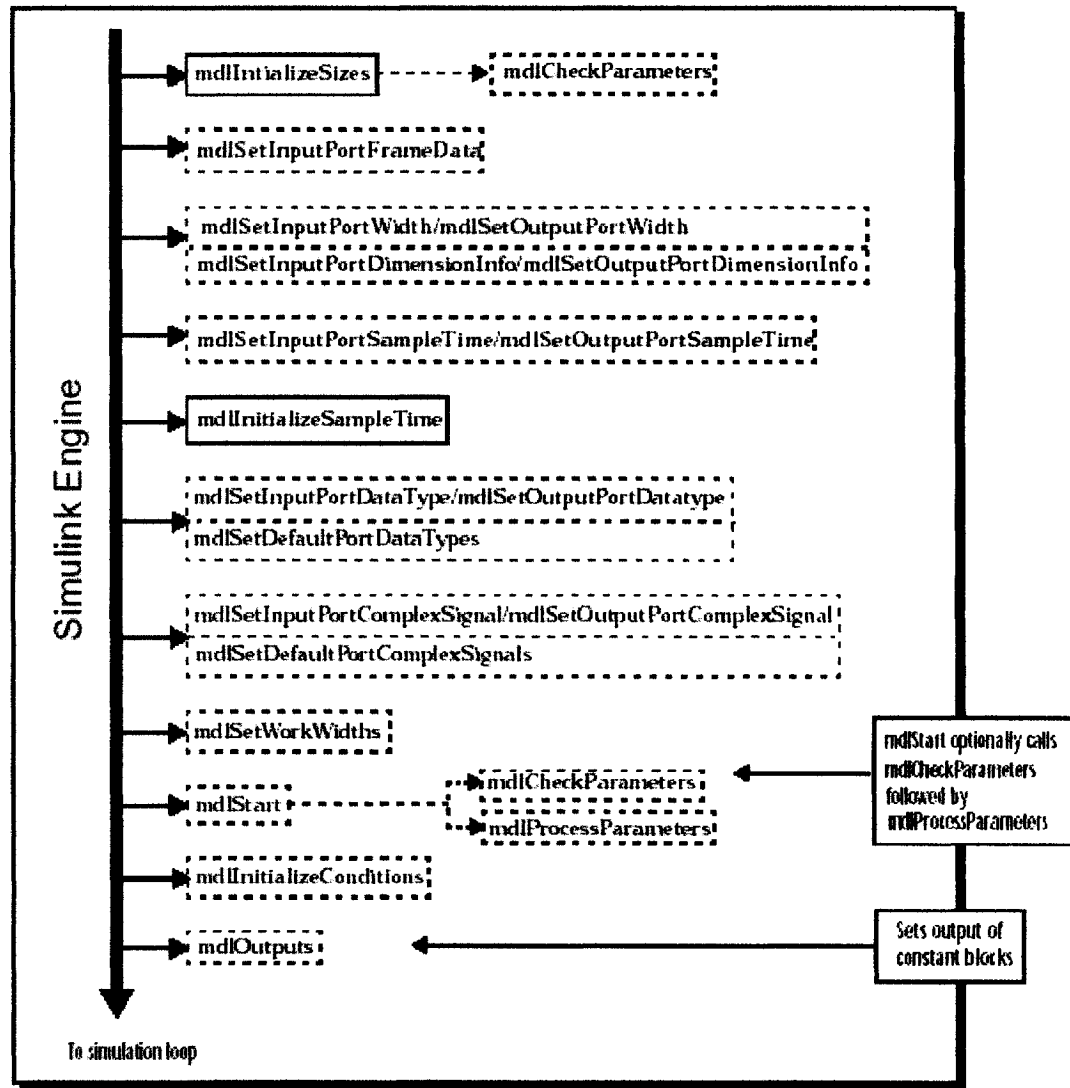 Simulink Engine
mdlIntializeSizes
mdlCheckParameters
mdlSetInputPortFrameData
mdlSetInputPortWidth/mdlSetOutputPortWidth
mdlSetInputPortDimensionInfo/mdlSetOutputPortDimensionInfo
mdlSetInputPortSampleTime/mdlSetOutputPortSampleTime
mdlInitializeSampleTime
mdlSetInputPortDataType/mdlSetOutputPortDatatype
mdlSetDefaultPortDataTypes
mdlSetInputPortComplexSignal/mdlSetOutputPortComplexSignal
mdlSetDefaultPortComplexSignals
mdlSetWorkWidths
mdlStart
mdlCheckParameters
mdlProcessParameters
mdlStart optionally calls
mdlCheckParameters
followed by
mdlProcessParameters
mdlInitializeConditions
mdlOutputs
Sets output of
constant blocks
To simulation loop